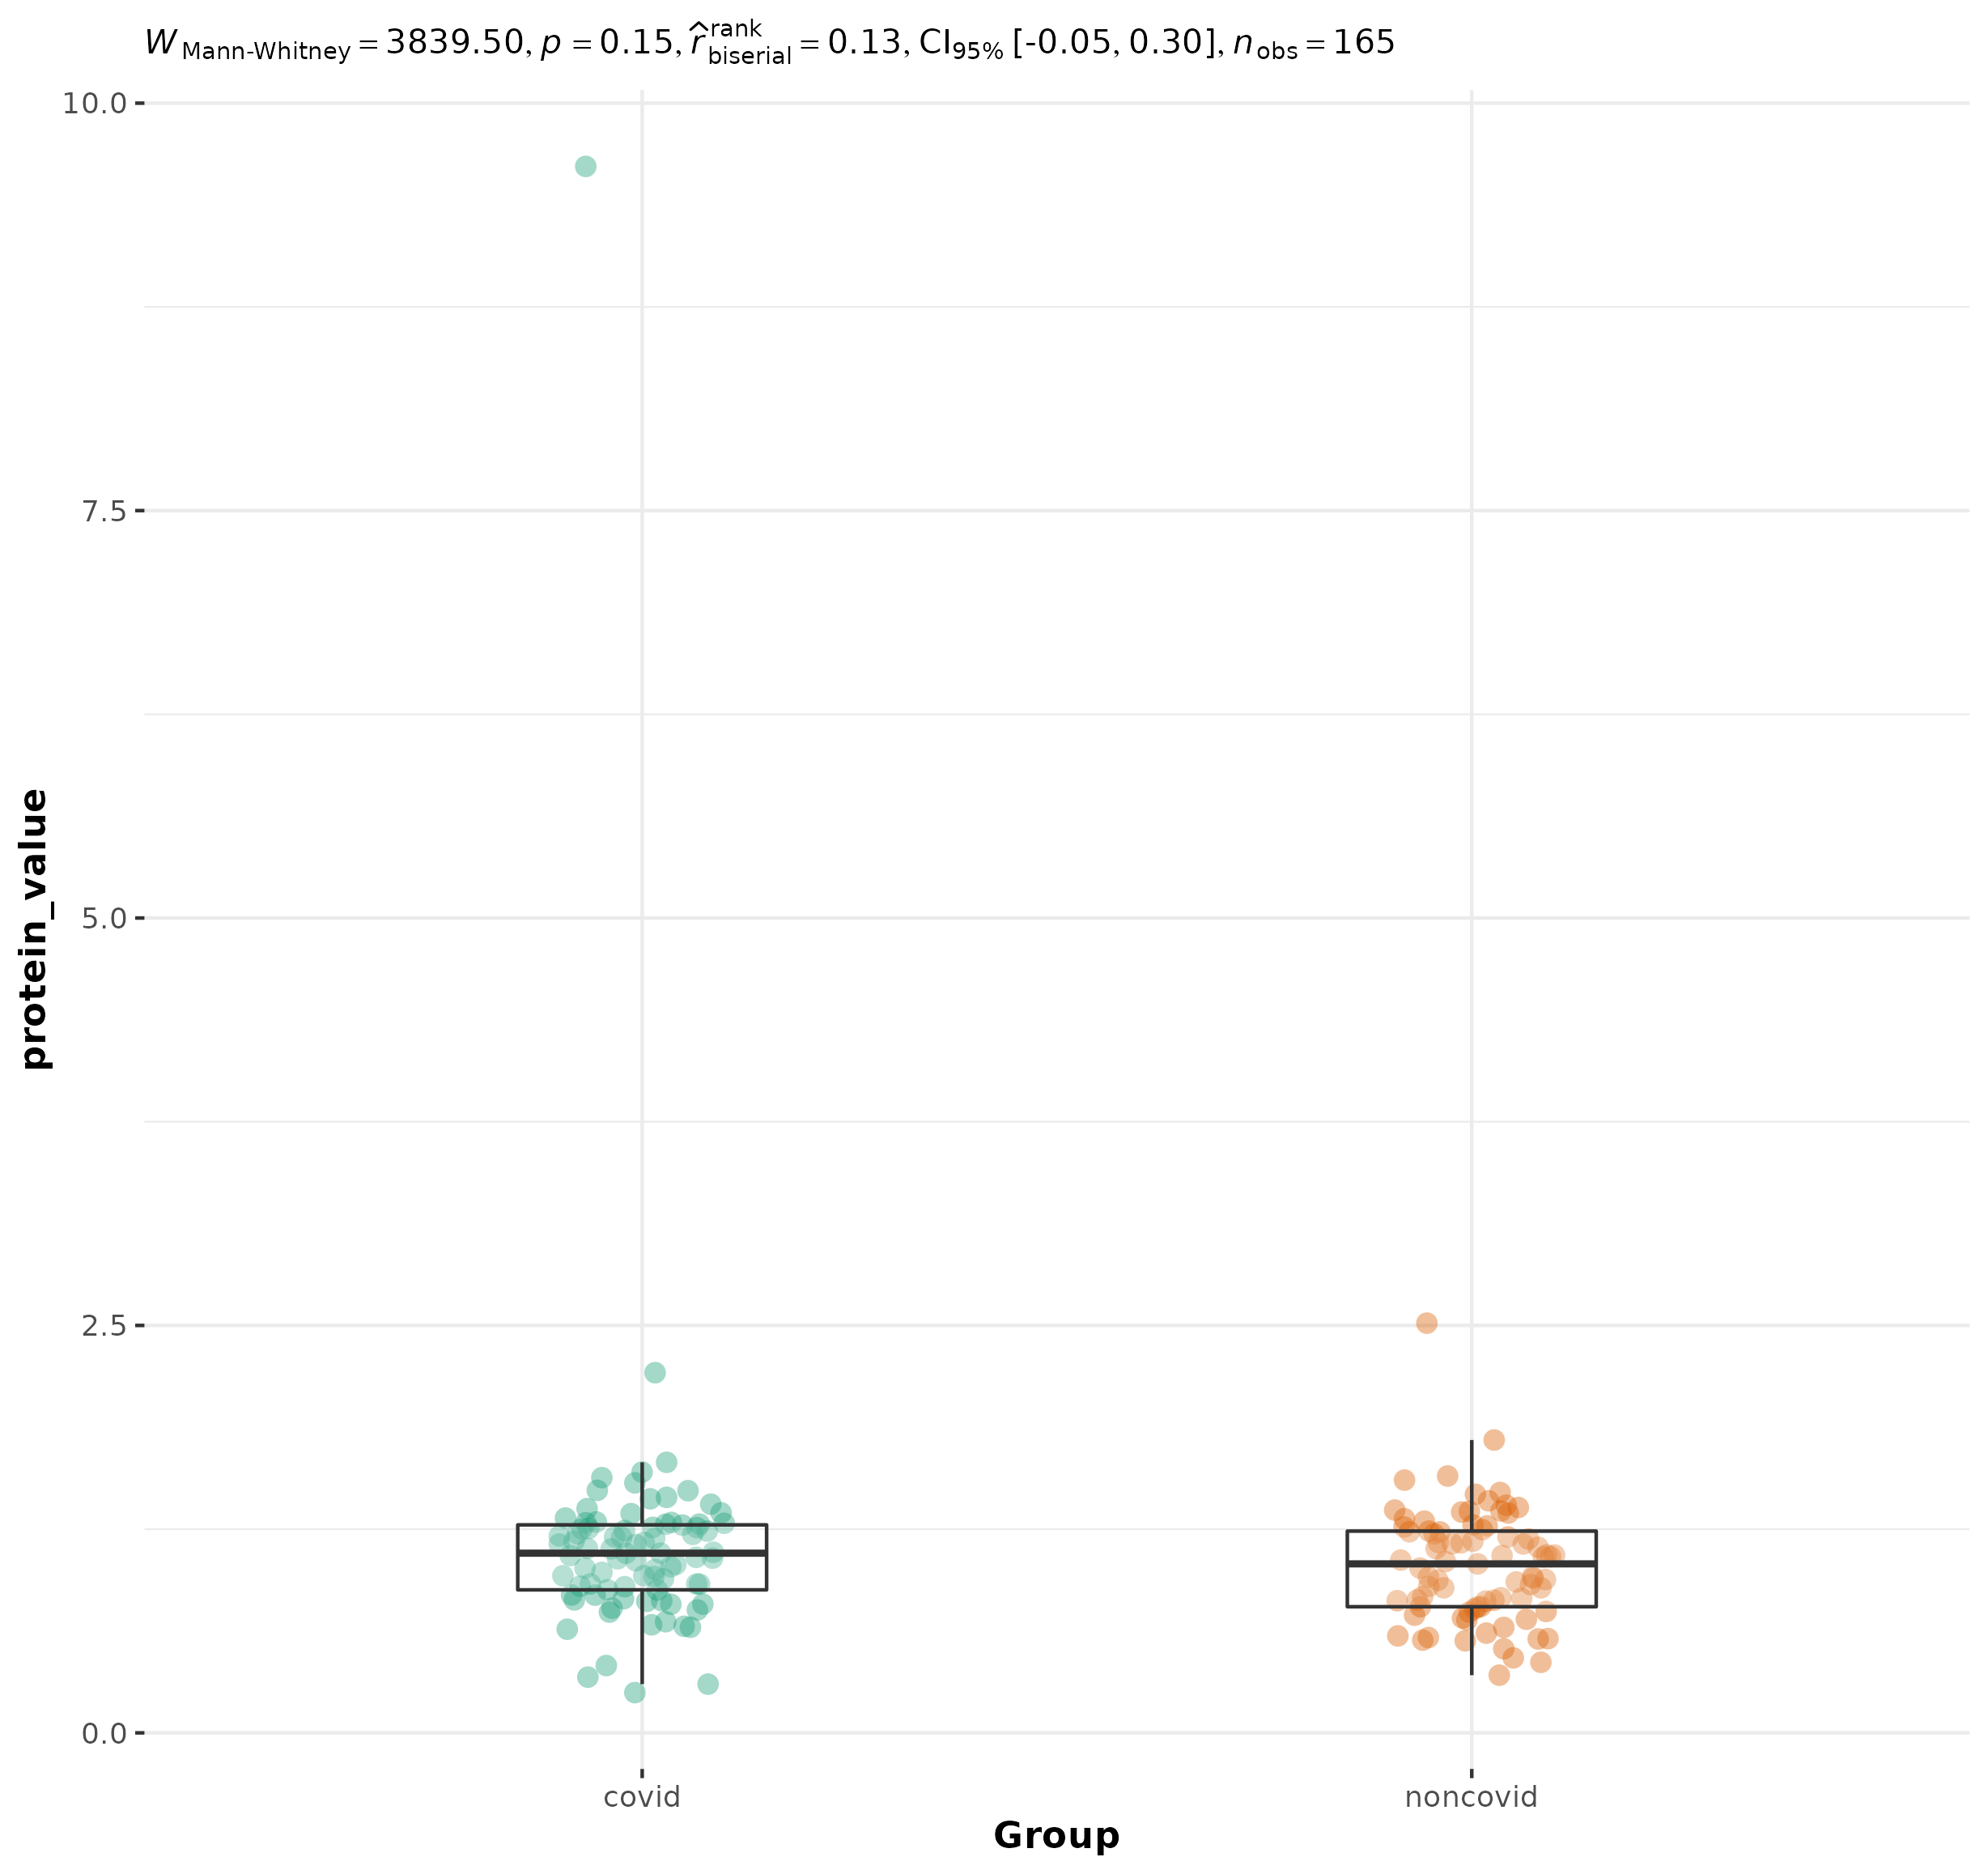 W Mann-Whitney = 3839.50, p = 0.15, r̂ rank biserial = 0.13, CI95% [-0.05, 0.30], n obs = 165
10.0
7.5
5.0
2.5
0.0
protein_value
covid noncovid
Group